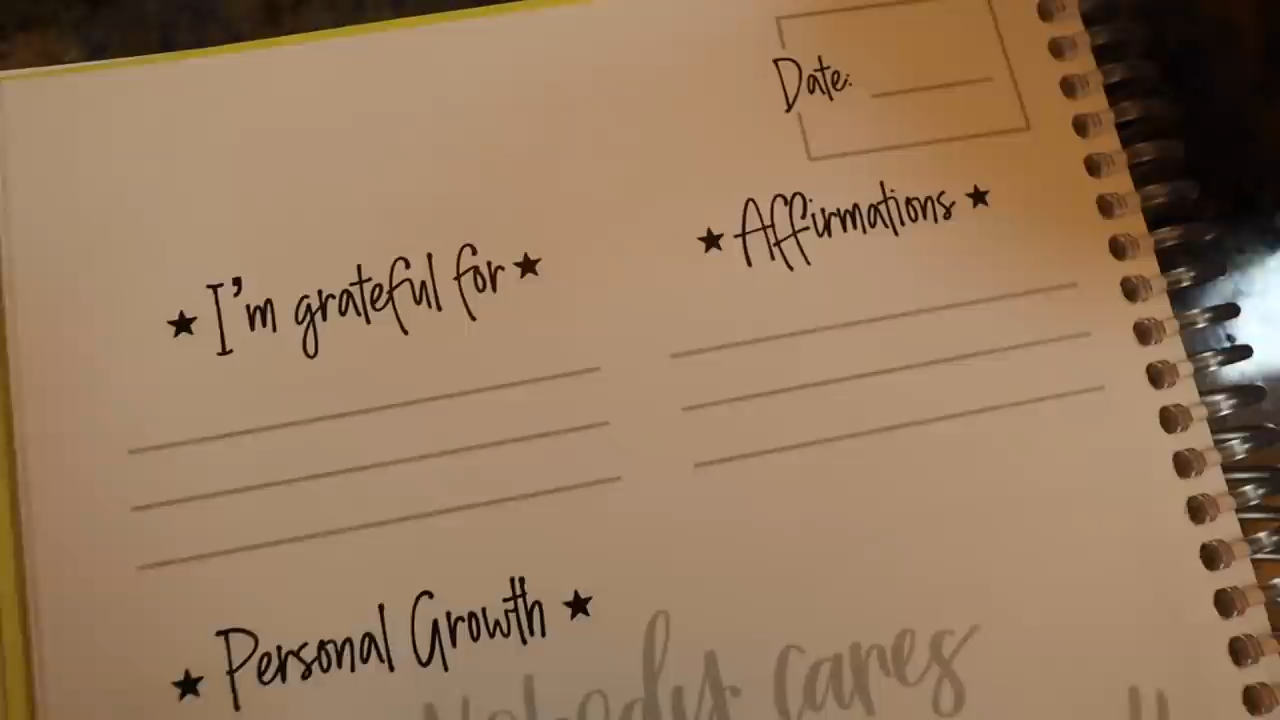 Date:
Affirmations
I'm grateful for
Personal Growth
Nobody cares